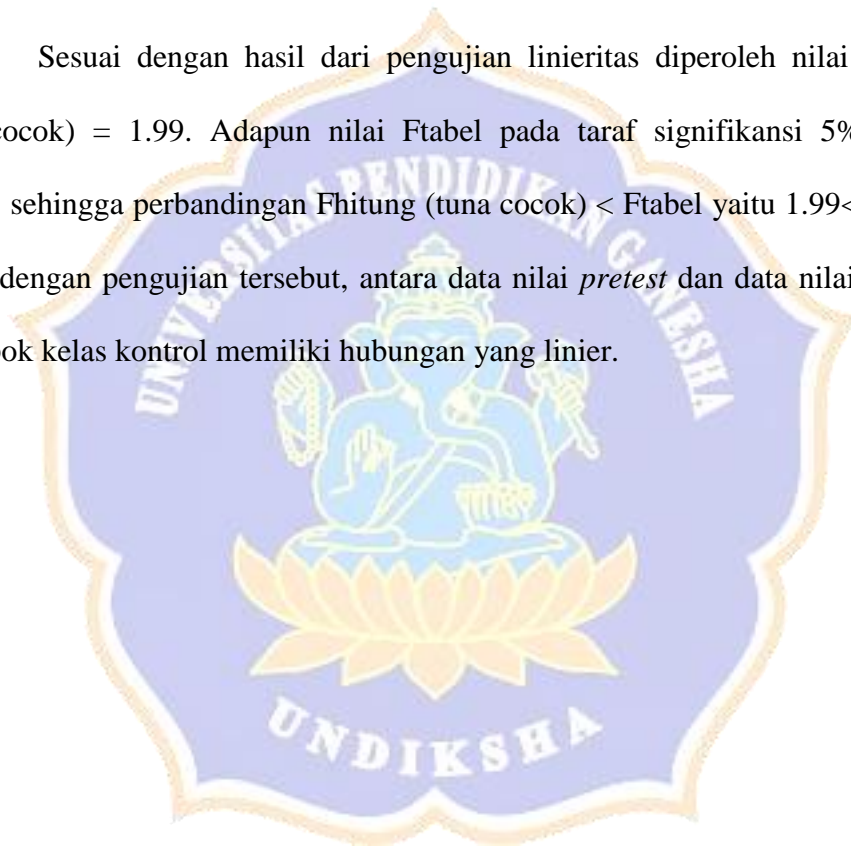 Sesuai dengan hasil dari pengujian linieritas diperoleh nilai
cocok) = 1.99. Adapun nilai Ftabel pada taraf signifikansi 5%
sehingga perbandingan Fhitung (tuna cocok) < Ftabel yaitu 1.99<
dengan pengujian tersebut, antara data nilai pretest dan data nilai
ok kelas kontrol memiliki hubungan yang linier.
UNIVERSITAS PENDIDIKAN GANESHA
UNDIKSHA